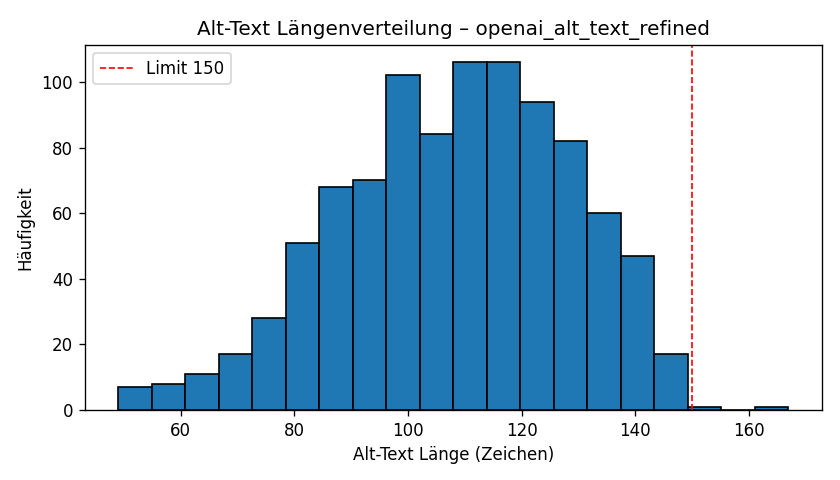 Alt-Text Längenverteilung – openai_alt_text_refined
Limit 150
Häufigkeit
100
80
60
40
20
0
60 80 100 120 140 160
Alt-Text Länge (Zeichen)